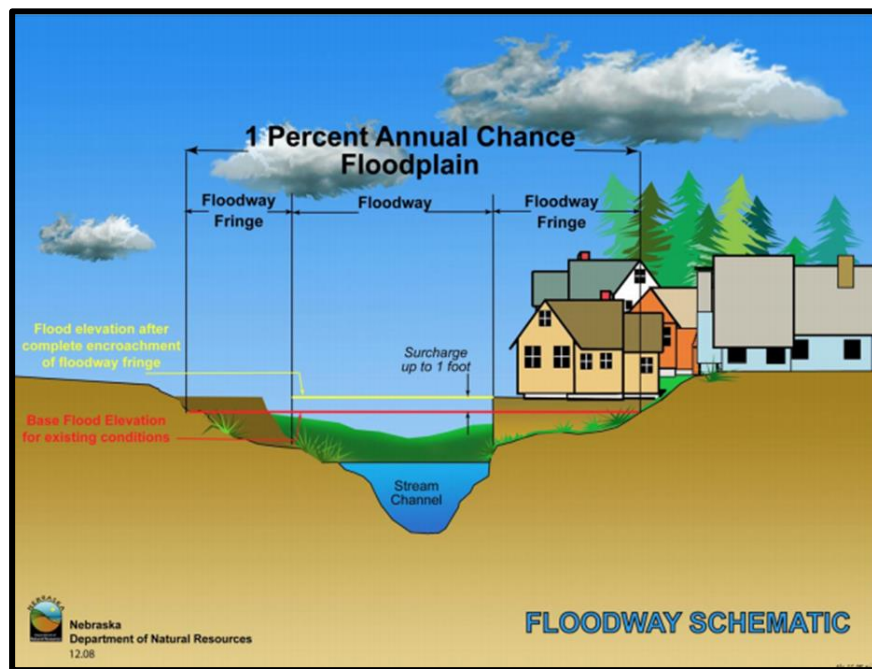 1 Percent Annual Chance
Floodplain
Floodway
Fringe
Floodway
Floodway
Fringe
Flood elevation after
complete encroachment
of floodway fringe
Surcharge
up to 1 foot
Base Flood Elevation
for existing conditions
Stream
Channel
NEBRASKA
Nebraska
Department of Natural Resources
12.08
FLOODWAY SCHEMATIC